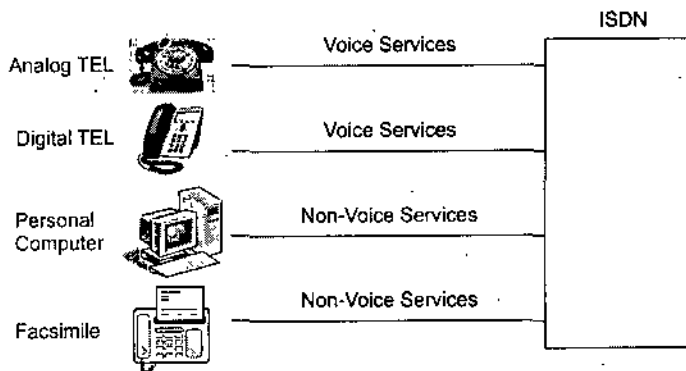 ISDN
Analog TEL
Voice Services
Digital TEL
Voice Services
Personal
Computer
Non-Voice Services
Facsimile
Non-Voice Services